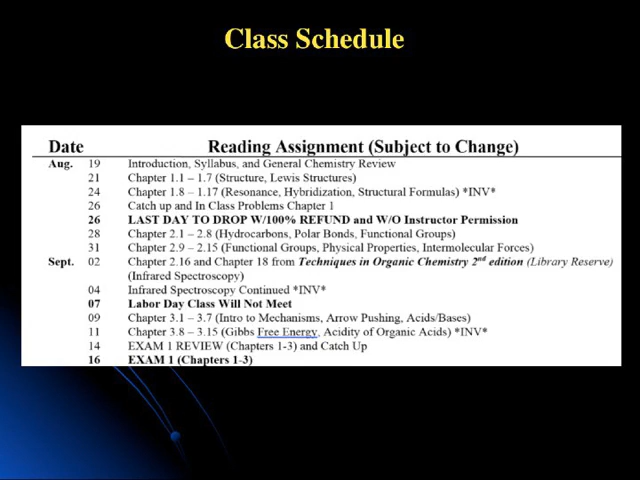 Class Schedule
Date Reading Assignment (Subject to Change)
Aug. 19 Introduction, Syllabus, and General Chemistry Review
21 Chapter 1.1 – 1.7 (Structure, Lewis Structures)
24 Chapter 1.8 – 1.17 (Resonance, Hybridization, Structural Formulas) *INV*
26 Catch up and In Class Problems Chapter 1
26 LAST DAY TO DROP W/100% REFUND and W/O Instructor Permission
28 Chapter 2.1 – 2.8 (Hydrocarbons, Polar Bonds, Functional Groups)
31 Chapter 2.9 – 2.15 (Functional Groups, Physical Properties, Intermolecular Forces)
Sept. 02 Chapter 2.16 and Chapter 18 from Techniques in Organic Chemistry 2nd edition (Library Reserve)
(Infrared Spectroscopy)
04 Infrared Spectroscopy Continued *INV*
07 Labor Day Class Will Not Meet
09 Chapter 3.1 – 3.7 (Intro to Mechanisms, Arrow Pushing, Acids/Bases)
11 Chapter 3.8 – 3.15 (Gibbs Free Energy, Acidity of Organic Acids) *INV*
14 EXAM 1 REVIEW (Chapters 1-3) and Catch Up
16 EXAM 1 (Chapters 1-3)